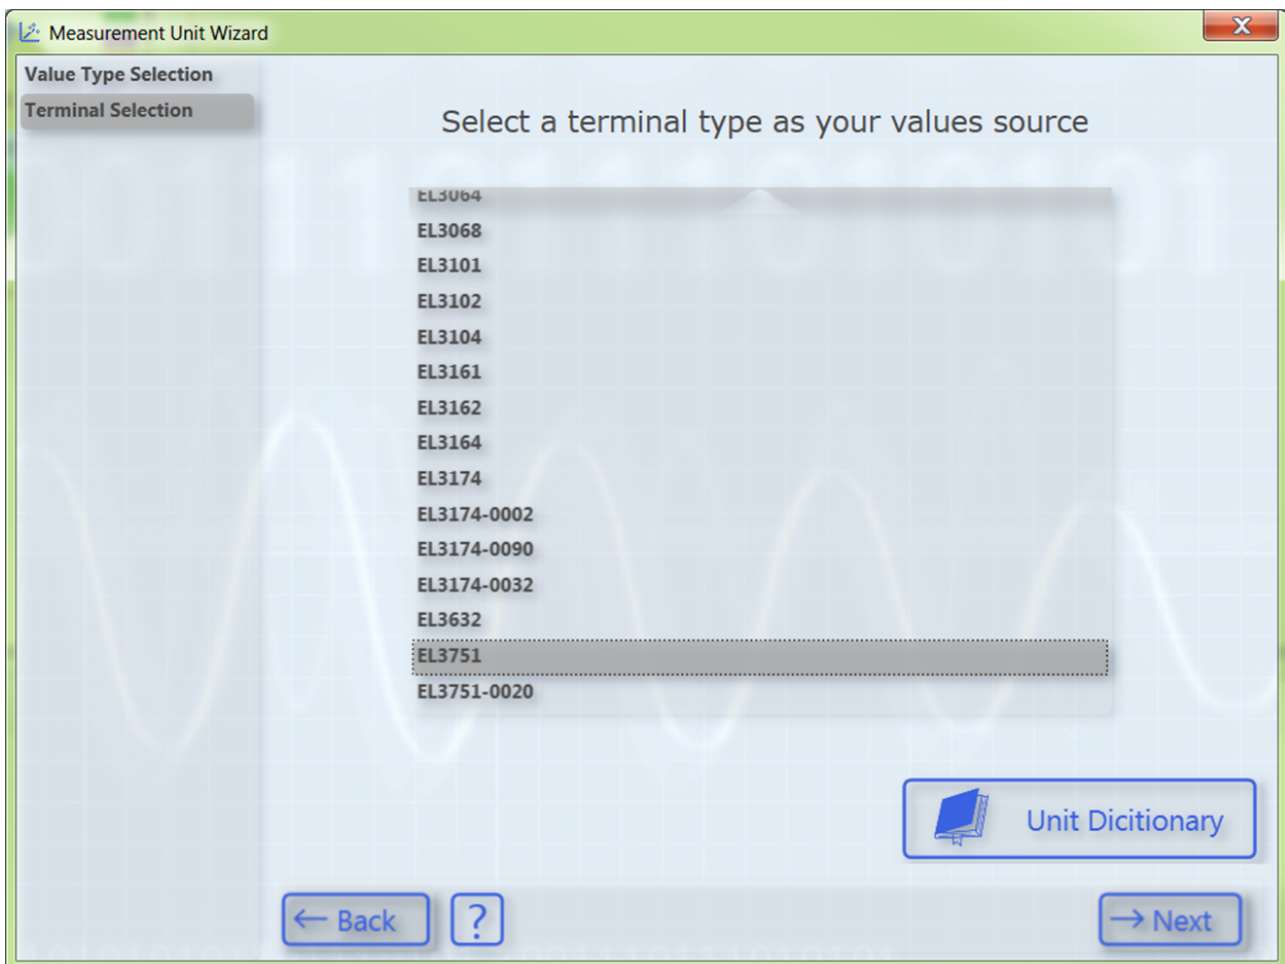 Measurement Unit Wizard
X
Value Type Selection
Terminal Selection
Select a terminal type as your values source
EL3064
EL3068
EL3101
EL3102
EL3104
EL3161
EL3162
EL3164
EL3174
EL3174-0002
EL3174-0090
EL3174-0032
EL3632
EL3751
EL3751-0020
Unit Dicitionary
← Back
?
→ Next